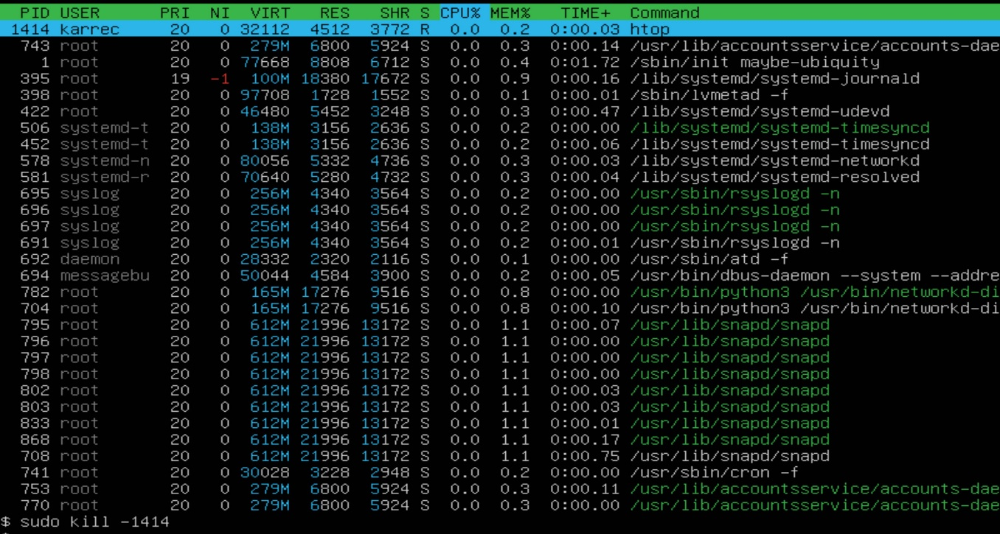 PID USER PRI NI VIRT RES SHR S CPU% MEM% TIME+ Command
1414 karrec 20 0 32112 4512 3772 R 0.0 0.2 0:00.03 htop
743 root 20 0 279M 6800 5924 S 0.0 0.3 0:00.14 /usr/lib/accountsservice/accounts-dae
1 root 20 0 77668 8808 6712 S 0.0 0.4 0:01.72 /sbin/init maybe-ubiquity
395 root 19 -1 100M 18380 17672 S 0.0 0.9 0:00.16 /lib/systemd/systemd-journald
398 root 20 0 97708 1728 1552 S 0.0 0.1 0:00.01 /sbin/lvmetad -f
422 root 20 0 46480 5452 3248 S 0.0 0.3 0:00.47 /lib/systemd/systemd-udevd
506 systemd-t 20 0 138M 3156 2636 S 0.0 0.2 0:00.00 /lib/systemd/systemd-timesyncd
452 systemd-t 20 0 138M 3156 2636 S 0.0 0.2 0:00.06 /lib/systemd/systemd-timesyncd
578 systemd-n 20 0 80056 5332 4736 S 0.0 0.3 0:00.03 /lib/systemd/systemd-networkd
581 systemd-r 20 0 70640 5280 4732 S 0.0 0.3 0:00.04 /lib/systemd/systemd-resolved
695 syslog 20 0 256M 4340 3564 S 0.0 0.2 0:00.00 /usr/sbin/rsyslogd -n
696 syslog 20 0 256M 4340 3564 S 0.0 0.2 0:00.00 /usr/sbin/rsyslogd -n
697 syslog 20 0 256M 4340 3564 S 0.0 0.2 0:00.00 /usr/sbin/rsyslogd -n
691 syslog 20 0 256M 4340 3564 S 0.0 0.2 0:00.01 /usr/sbin/rsyslogd -n
692 daemon 20 0 28332 2320 2116 S 0.0 0.1 0:00.00 /usr/sbin/atd -f
694 messagebu 20 0 50044 4584 3900 S 0.0 0.2 0:00.05 /usr/bin/dbus-daemon --system --addre
782 root 20 0 165M 17276 9516 S 0.0 0.8 0:00.00 /usr/bin/python3 /usr/bin/networkd-di
704 root 20 0 165M 17276 9516 S 0.0 0.8 0:00.10 /usr/bin/python3 /usr/bin/networkd-di
795 root 20 0 612M 21996 13172 S 0.0 1.1 0:00.07 /usr/lib/snapd/snapd
796 root 20 0 612M 21996 13172 S 0.0 1.1 0:00.00 /usr/lib/snapd/snapd
797 root 20 0 612M 21996 13172 S 0.0 1.1 0:00.00 /usr/lib/snapd/snapd
798 root 20 0 612M 21996 13172 S 0.0 1.1 0:00.00 /usr/lib/snapd/snapd
802 root 20 0 612M 21996 13172 S 0.0 1.1 0:00.03 /usr/lib/snapd/snapd
803 root 20 0 612M 21996 13172 S 0.0 1.1 0:00.03 /usr/lib/snapd/snapd
833 root 20 0 612M 21996 13172 S 0.0 1.1 0:00.01 /usr/lib/snapd/snapd
868 root 20 0 612M 21996 13172 S 0.0 1.1 0:00.17 /usr/lib/snapd/snapd
708 root 20 0 612M 21996 13172 S 0.0 1.1 0:00.75 /usr/lib/snapd/snapd
741 root 20 0 30028 3228 2948 S 0.0 0.2 0:00.00 /usr/sbin/cron -f
753 root 20 0 279M 6800 5924 S 0.0 0.3 0:00.11 /usr/lib/accountsservice/accounts-dae
770 root 20 0 279M 6800 5924 S 0.0 0.3 0:00.00 /usr/lib/accountsservice/accounts-dae
$ sudo kill -1414